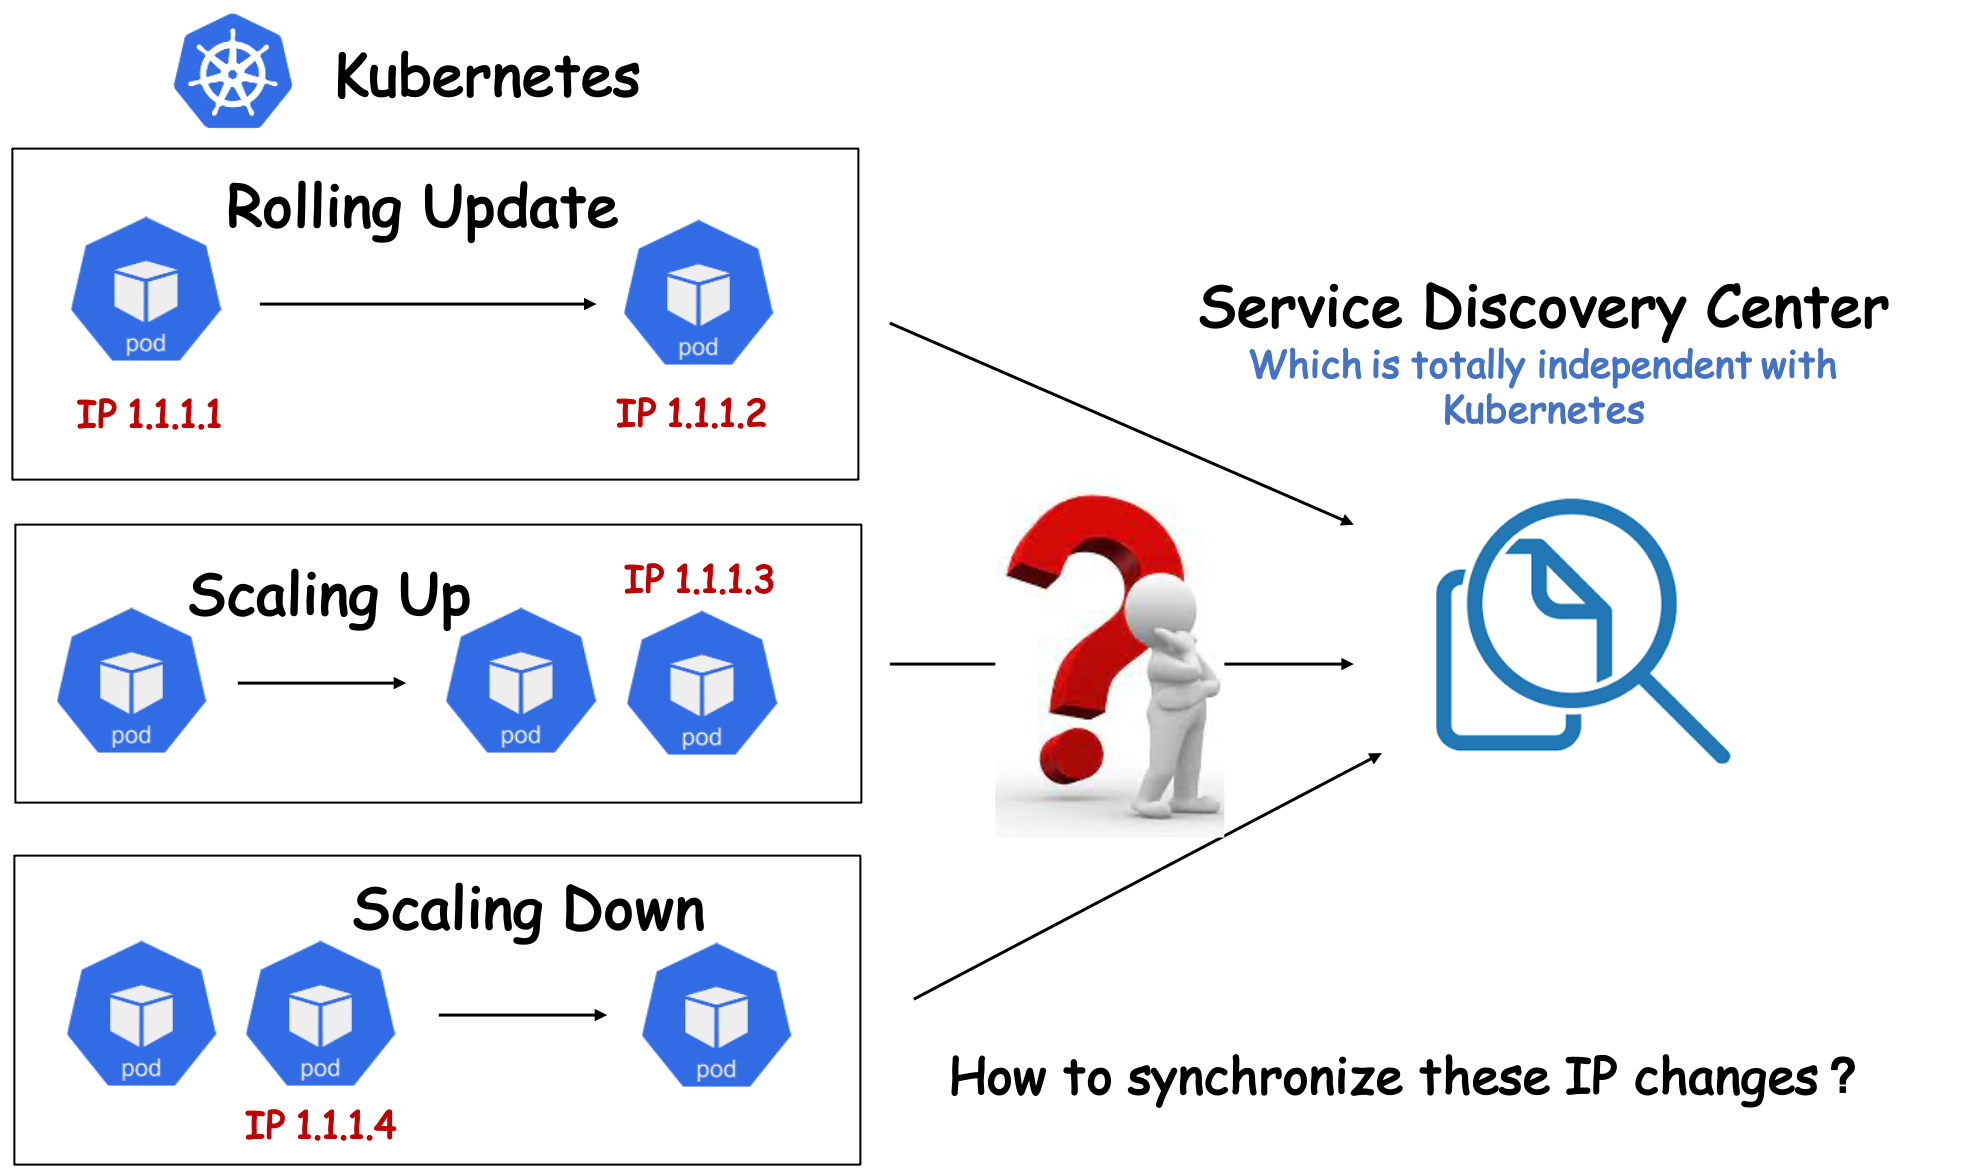 Kubernetes
Rolling Update
pod
pod
IP 1.1.1.1
IP 1.1.1.2
Scaling Up
IP 1.1.1.3
pod
pod
pod
Scaling Down
pod
pod
pod
IP 1.1.1.4
Service Discovery Center
Which is totally independent with
Kubernetes
How to synchronize these IP changes?